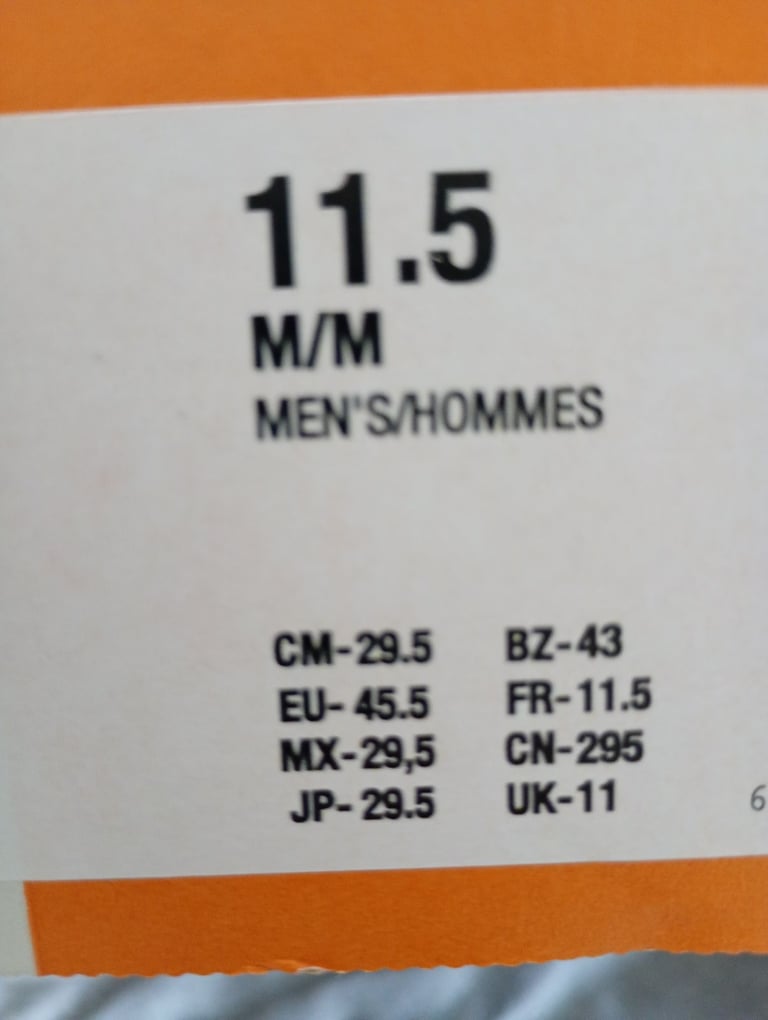 11.5
M/M
MEN'S/HOMMES
CM-29.5 BZ-43
EU- 45.5 FR-11.5
MX-29,5 CN-295
JP- 29.5 UK-11
6